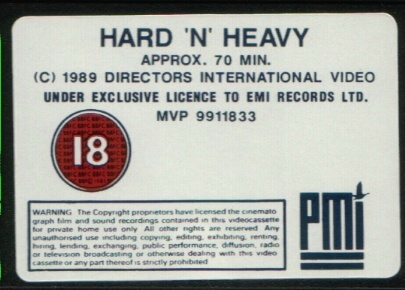 HARD 'N' HEAVY
APPROX. 70 MIN.
(C) 1989 DIRECTORS INTERNATIONAL VIDEO
UNDER EXCLUSIVE LICENCE TO EMI RECORDS LTD.
MVP 9911833
18
WARNING The Copyright proprietors have licensed the cinemato
graph film and sound recordings contained in this videocassette
for private home use only. All other rights are reserved. Any
unauthorised use including copying, editing, exhibiting, renting,
hiring, lending, exchanging, public performance, diffusion, radio
or television broadcasting or otherwise dealing with this video
cassette or any part thereof is strictly prohibited
PMI